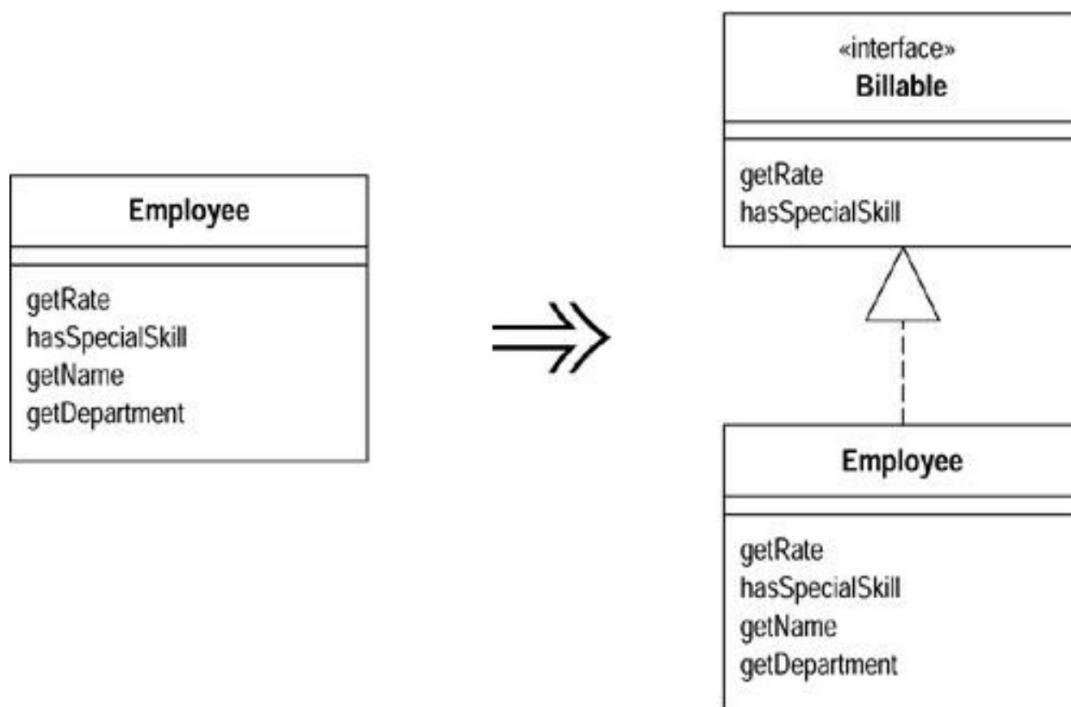 Employee
getRate
hasSpecialSkill
getName
getDepartment
«interface»
Billable
getRate
hasSpecialSkill
Employee
getRate
hasSpecialSkill
getName
getDepartment